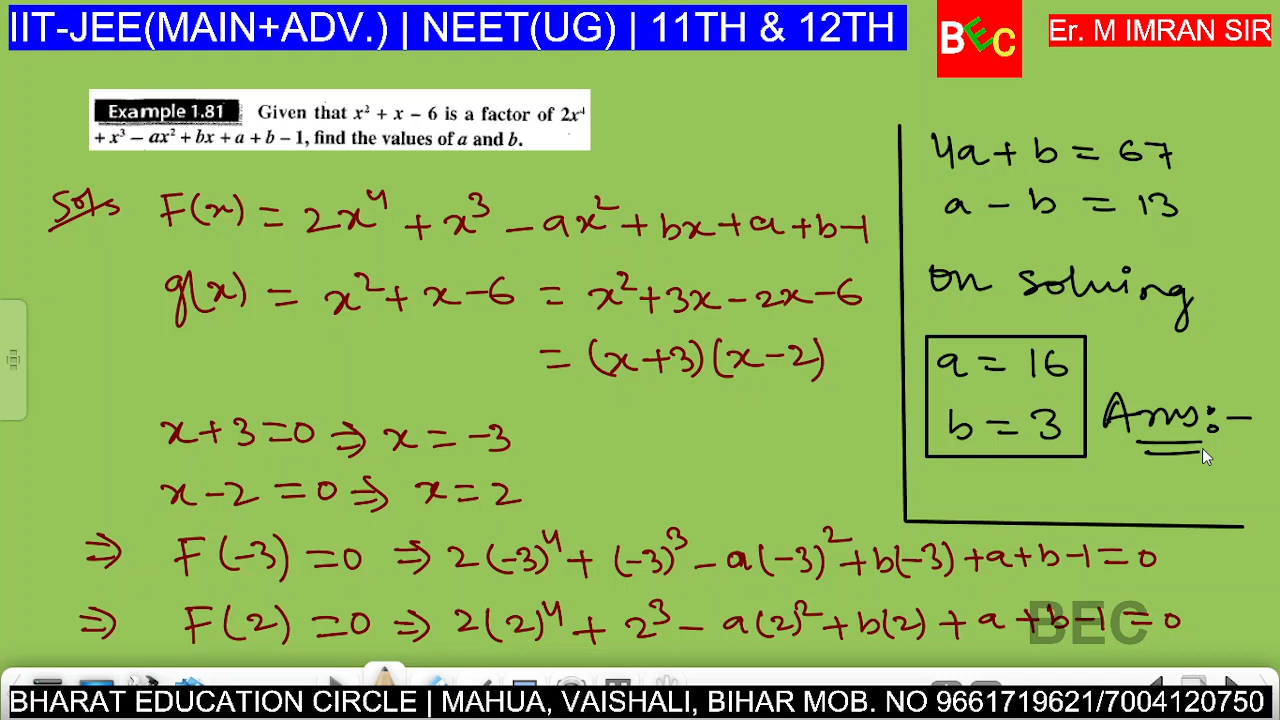 IIT-JEE(MAIN+ADV.) | NEET(UG) | 11TH & 12TH
BEC
Er. M IMRAN SIR
Example 1.81 Given that x² + x − 6 is a factor of 2x⁴
+ x³ − ax² + bx + a + b − 1, find the values of a and b.
Sol:
F(x) = 2x⁴ + x³ − ax² + bx + a + b − 1
g(x) = x² + x − 6 = x² + 3x − 2x − 6
= (x+3)(x−2)
x + 3 = 0 ⇒ x = −3
x − 2 = 0 ⇒ x = 2
⇒ F(−3) = 0 ⇒ 2(−3)⁴ + (−3)³ − a(−3)² + b(−3) + a + b − 1 = 0
⇒ F(2) = 0 ⇒ 2(2)⁴ + 2³ − a(2)² + b(2) + a + b − 1 = 0
4a + b = 67
a − b = 13
on solving
a = 16
b = 3
Ans:−
BEC
BHARAT EDUCATION CIRCLE | MAHUA, VAISHALI, BIHAR MOB. NO 9661719621/7004120750